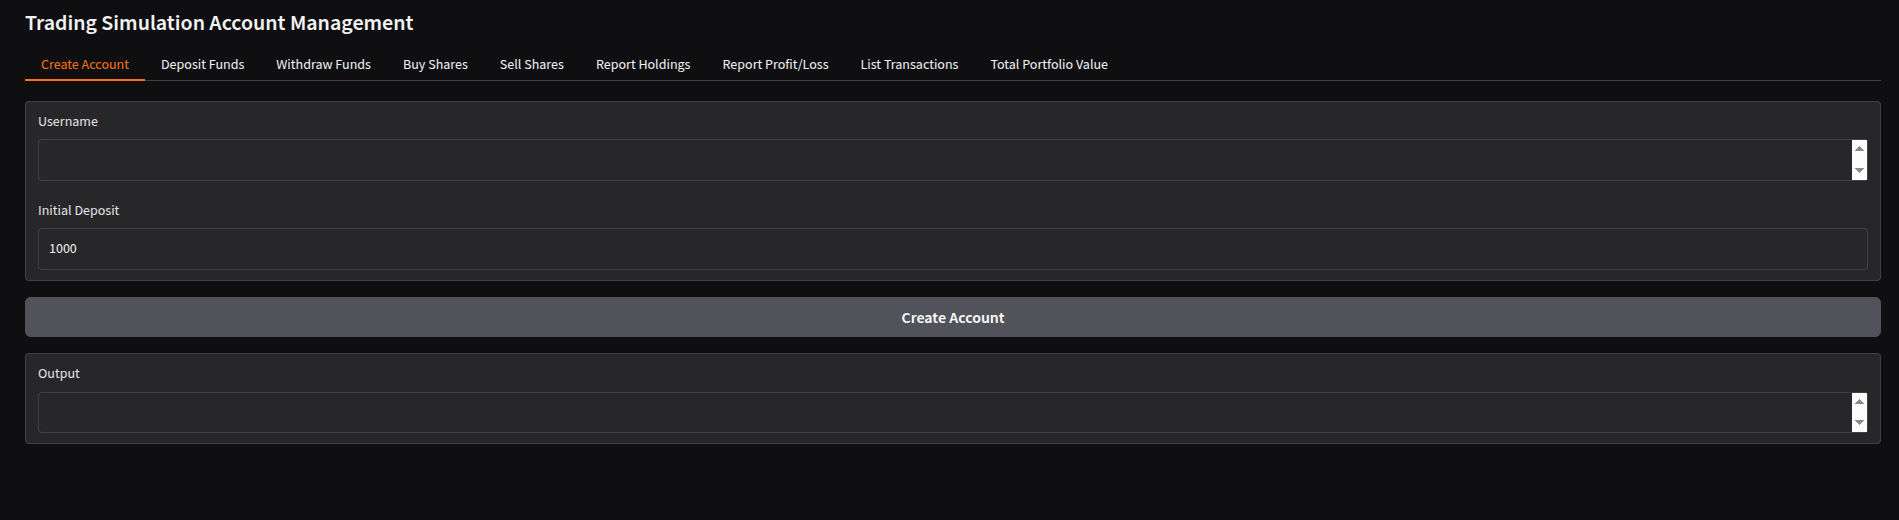 Trading Simulation Account Management
Create Account Deposit Funds Withdraw Funds Buy Shares Sell Shares Report Holdings Report Profit/Loss List Transactions Total Portfolio Value
Username
Initial Deposit
1000
Create Account
Output